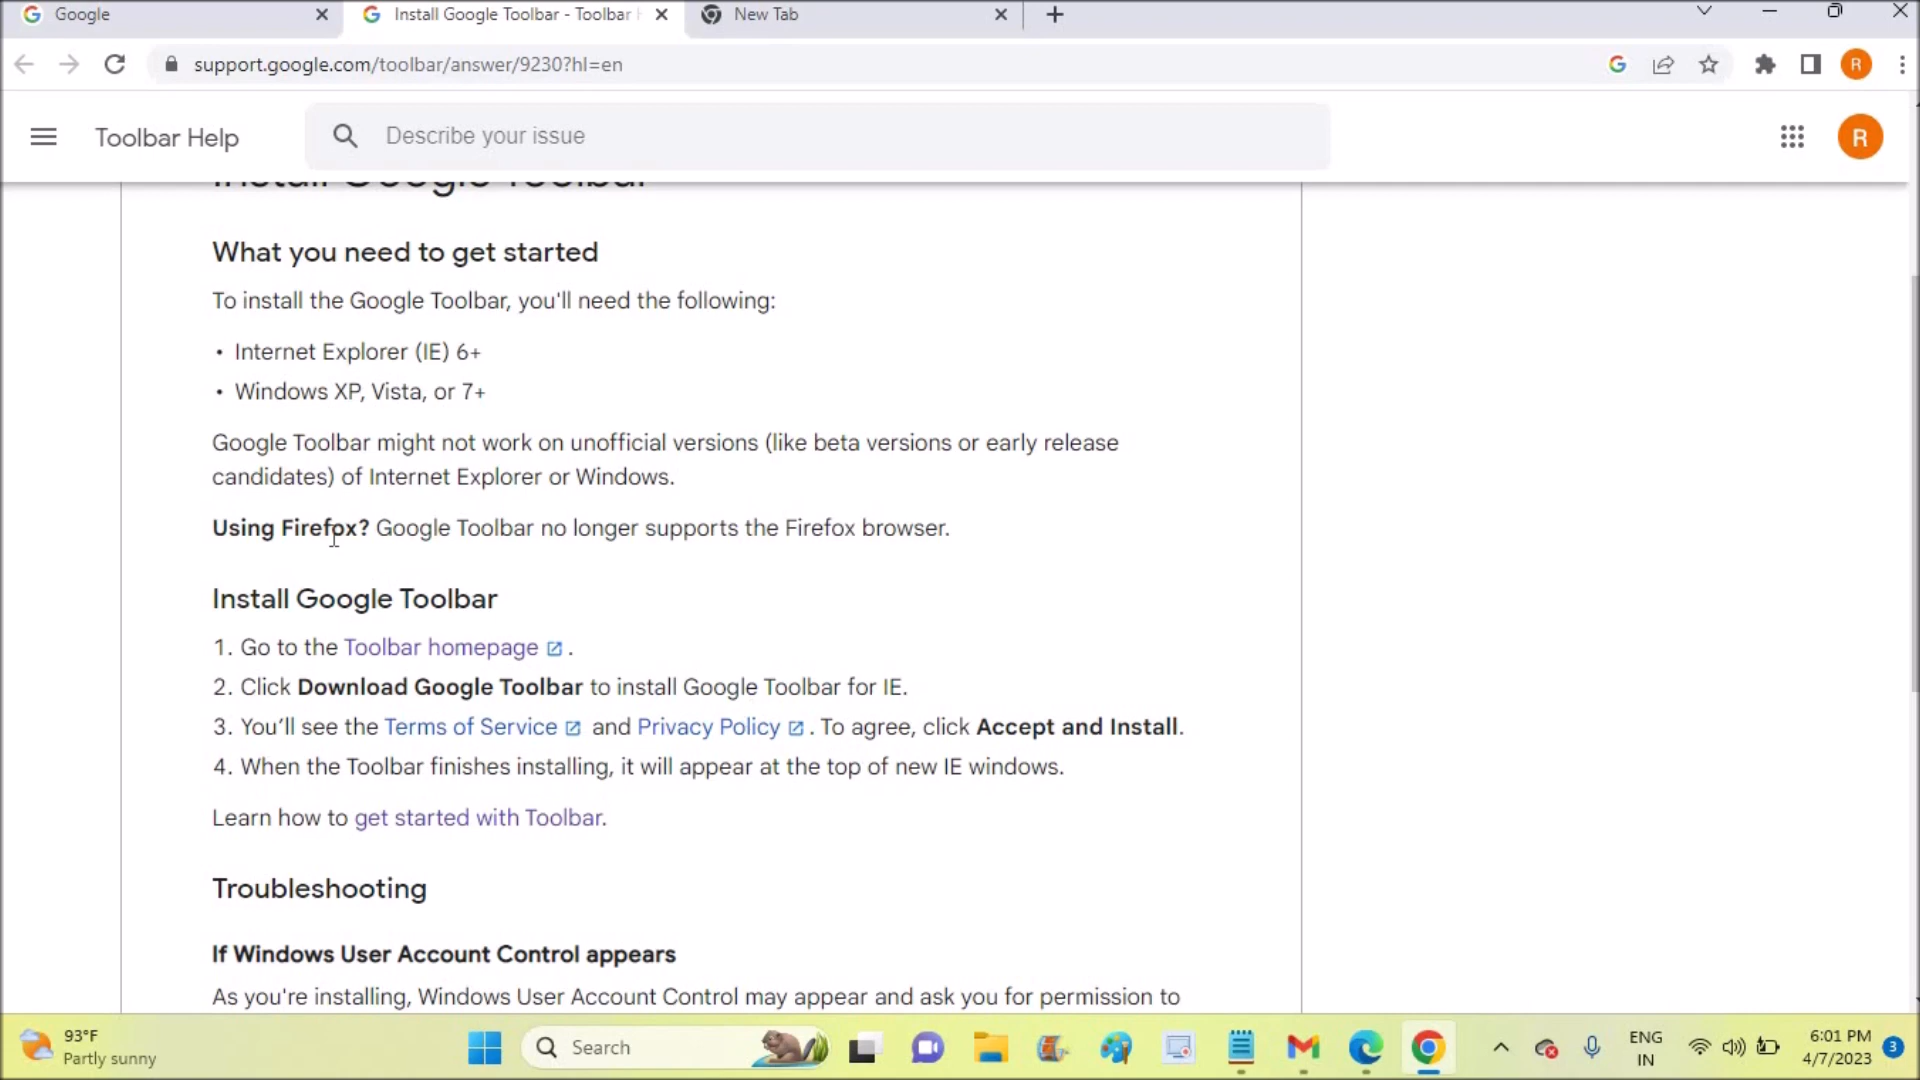 Google
Install Google Toolbar - Toolbar
New Tab
support.google.com/toolbar/answer/9230?hl=en
R
Toolbar Help
Describe your issue
R
Install Google Toolbar
What you need to get started
To install the Google Toolbar, you'll need the following:
• Internet Explorer (IE) 6+
• Windows XP, Vista, or 7+
Google Toolbar might not work on unofficial versions (like beta versions or early release
candidates) of Internet Explorer or Windows.
Using Firefox? Google Toolbar no longer supports the Firefox browser.
Install Google Toolbar
1. Go to the Toolbar homepage .
2. Click Download Google Toolbar to install Google Toolbar for IE.
3. You’ll see the Terms of Service and Privacy Policy . To agree, click Accept and Install.
4. When the Toolbar finishes installing, it will appear at the top of new IE windows.
Learn how to get started with Toolbar.
Troubleshooting
If Windows User Account Control appears
As you're installing, Windows User Account Control may appear and ask you for permission to
93°F
Partly sunny
Search
ENG
IN
6:01 PM
4/7/2023
3